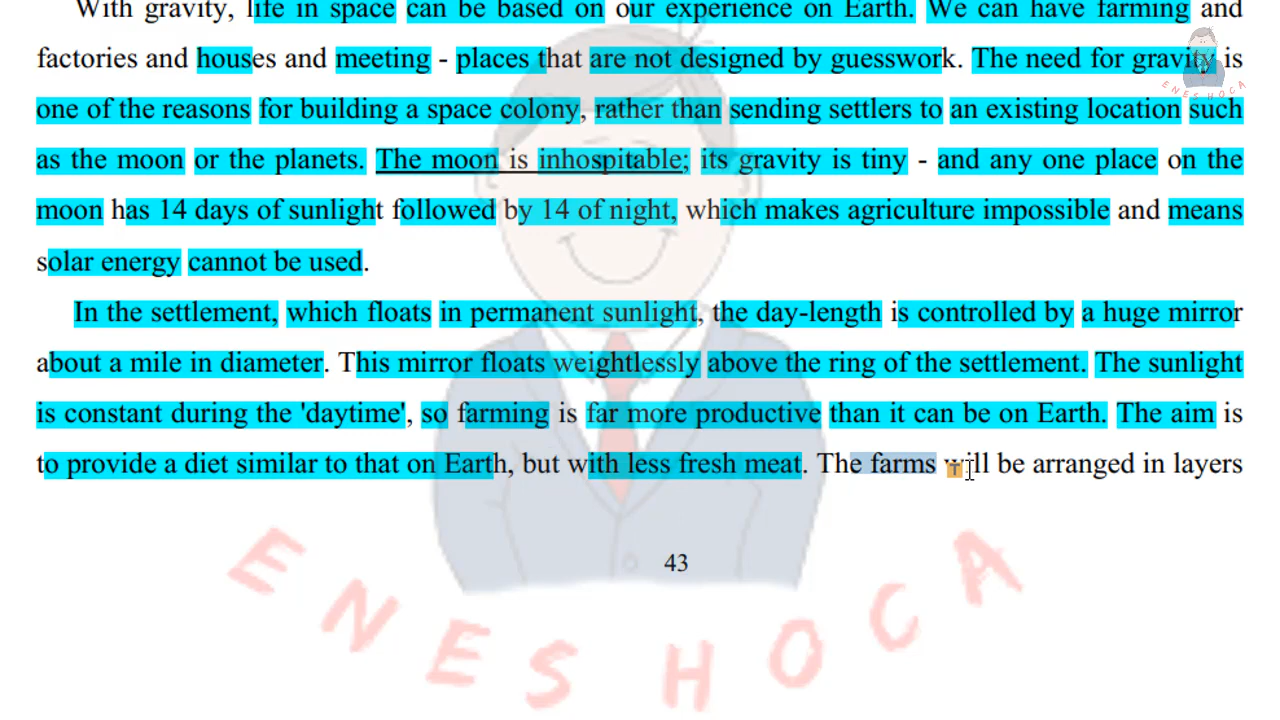 With gravity, life in space can be based on our experience on Earth. We can have farming and
factories and houses and meeting - places that are not designed by guesswork. The need for gravity is
one of the reasons for building a space colony, rather than sending settlers to an existing location such
as the moon or the planets. The moon is inhospitable; its gravity is tiny - and any one place on the
moon has 14 days of sunlight followed by 14 of night, which makes agriculture impossible and means
solar energy cannot be used.
In the settlement, which floats in permanent sunlight, the day-length is controlled by a huge mirror
about a mile in diameter. This mirror floats weightlessly above the ring of the settlement. The sunlight
is constant during the 'daytime', so farming is far more productive than it can be on Earth. The aim is
to provide a diet similar to that on Earth, but with less fresh meat. The farms will be arranged in layers
43
ENES HOCA
ENES HOCA